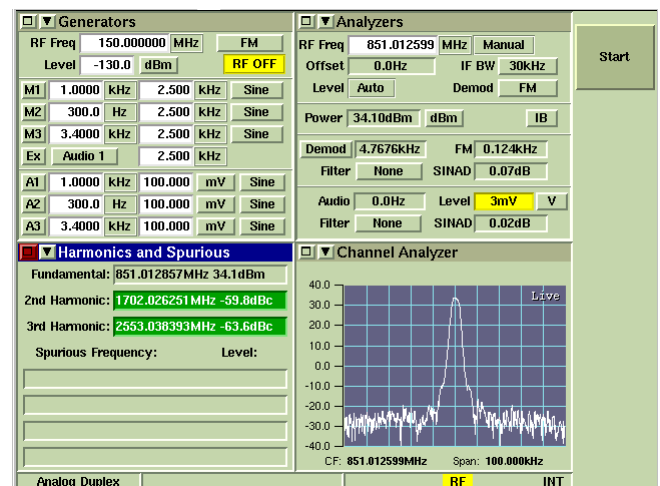 Generators
RF Freq 150.000000 MHz FM
Level -130.0 dBm RF OFF
M1 1.0000 kHz 2.500 kHz Sine
M2 300.0 Hz 2.500 kHz Sine
M3 3.4000 kHz 2.500 kHz Sine
Ex Audio 1 2.500 kHz
A1 1.0000 kHz 100.000 mV Sine
A2 300.0 Hz 100.000 mV Sine
A3 3.4000 kHz 100.000 mV Sine
Analyzers
RF Freq 851.012599 MHz Manual
Offset 0.0Hz IF BW 30kHz
Level Auto Demod FM
Power 34.10dBm dBm IB
Demod 4.7676kHz FM 0.124kHz
Filter None SINAD 0.07dB
Audio 0.0Hz Level 3mV V
Filter None SINAD 0.02dB
Start
Harmonics and Spurious
Fundamental: 851.012857MHz 34.1dBm
2nd Harmonic: 1702.026251MHz -59.8dBc
3rd Harmonic: 2553.038393MHz -63.6dBc
Spurious Frequency: Level:
Channel Analyzer
Live
40.0
30.0
20.0
10.0
0.0
-10.0
-20.0
-30.0
-40.0
CF: 851.012599MHz Span: 100.000kHz
Analog Duplex RF INT